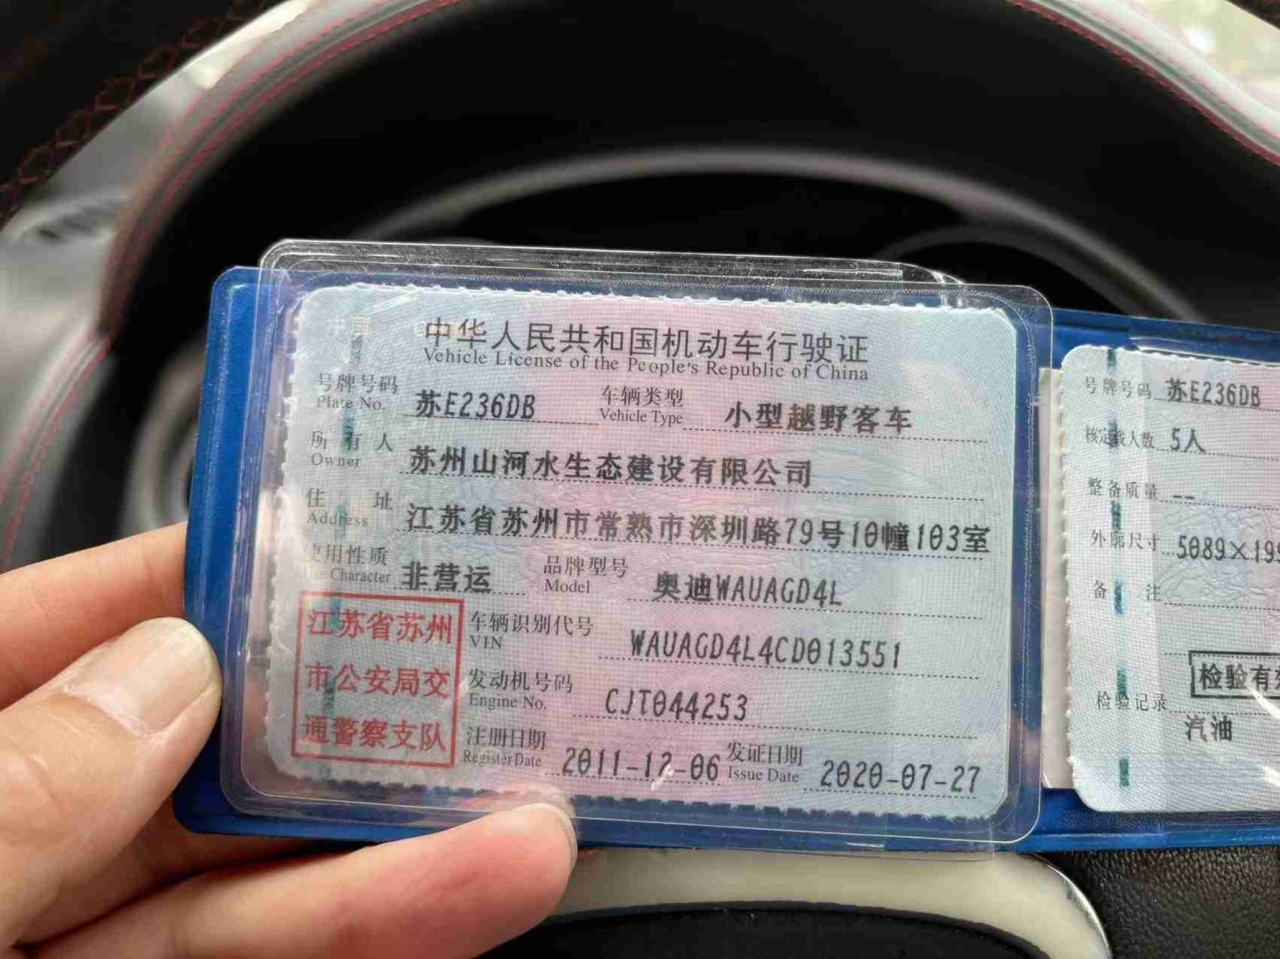 中华人民共和国机动车行驶证
Vehicle License of the People's Republic of China
号牌号码 苏E236DB 车辆类型 小型越野客车
Plate No. Vehicle Type
所有人 苏州山河水生态建设有限公司
Owner
住址 江苏省苏州市常熟市深圳路79号10幢103室
Address
使用性质 非营运 品牌型号 奥迪WAUAGD4L
Character Model
江苏省苏州
市公安局交
通警察支队
车辆识别代号 WAUAGD4L4CD013551
VIN
发动机号码 CJT044253
Engine No.
注册日期 2011-12-06 发证日期 2020-07-27
Register Date Issue Date
号牌号码 苏E236DB
核定载人数 5人
整备质量 --
外廓尺寸 5089×199
备注
检验有
检验记录
汽油